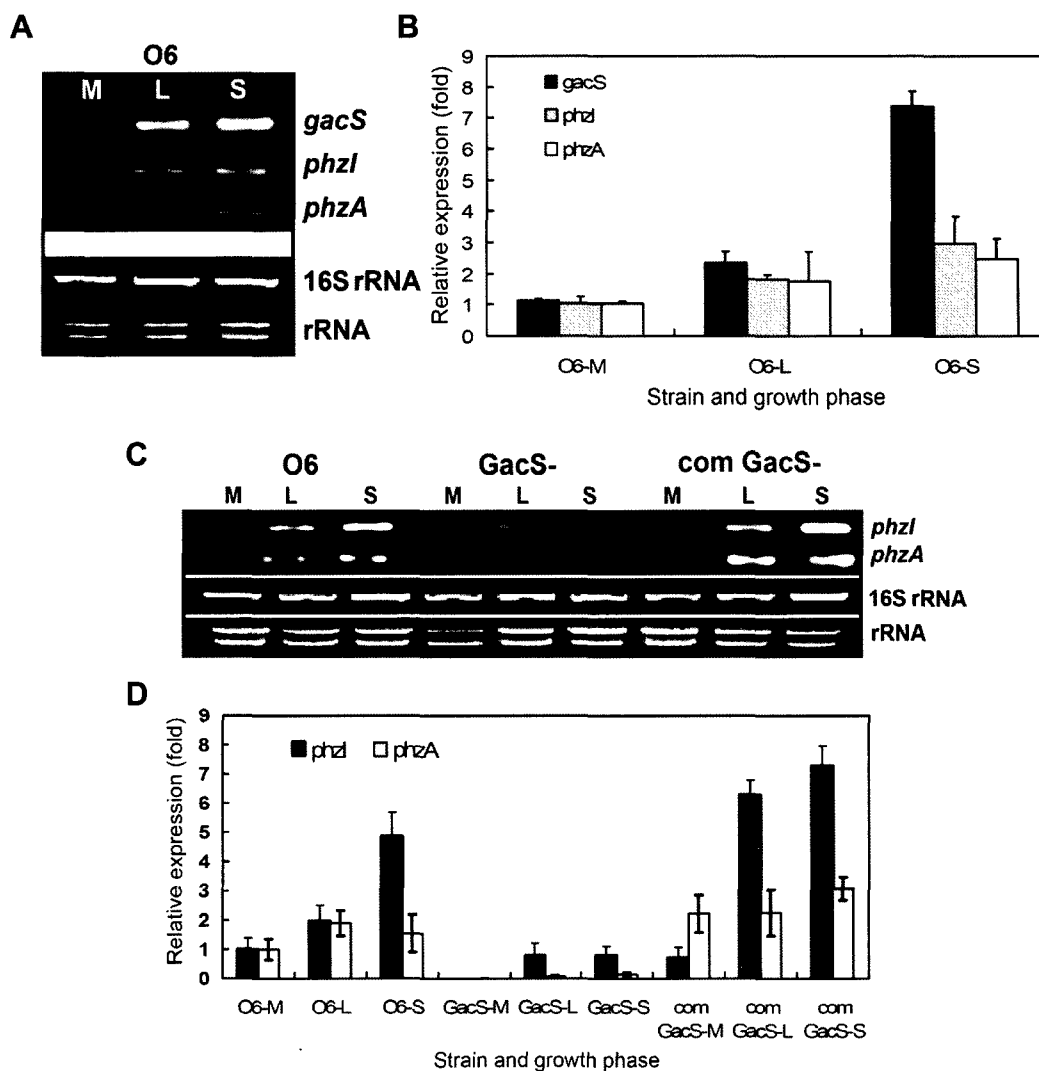 A
O6
M L S
gacS
phzI
phzA
16S rRNA
rRNA
B
Relative expression (fold)
9
8
7
6
5
4
3
2
1
0
gacS
phzI
phzA
O6-M O6-L O6-S
Strain and growth phase
C
O6 GacS- com GacS-
M L S M L S M L S
phzI
phzA
16S rRNA
rRNA
D
Relative expression (fold)
9
8
7
6
5
4
3
2
1
0
phzI phzA
O6-M O6-L O6-S GacS-M GacS-L GacS-S com GacS-M com GacS-L com GacS-S
Strain and growth phase